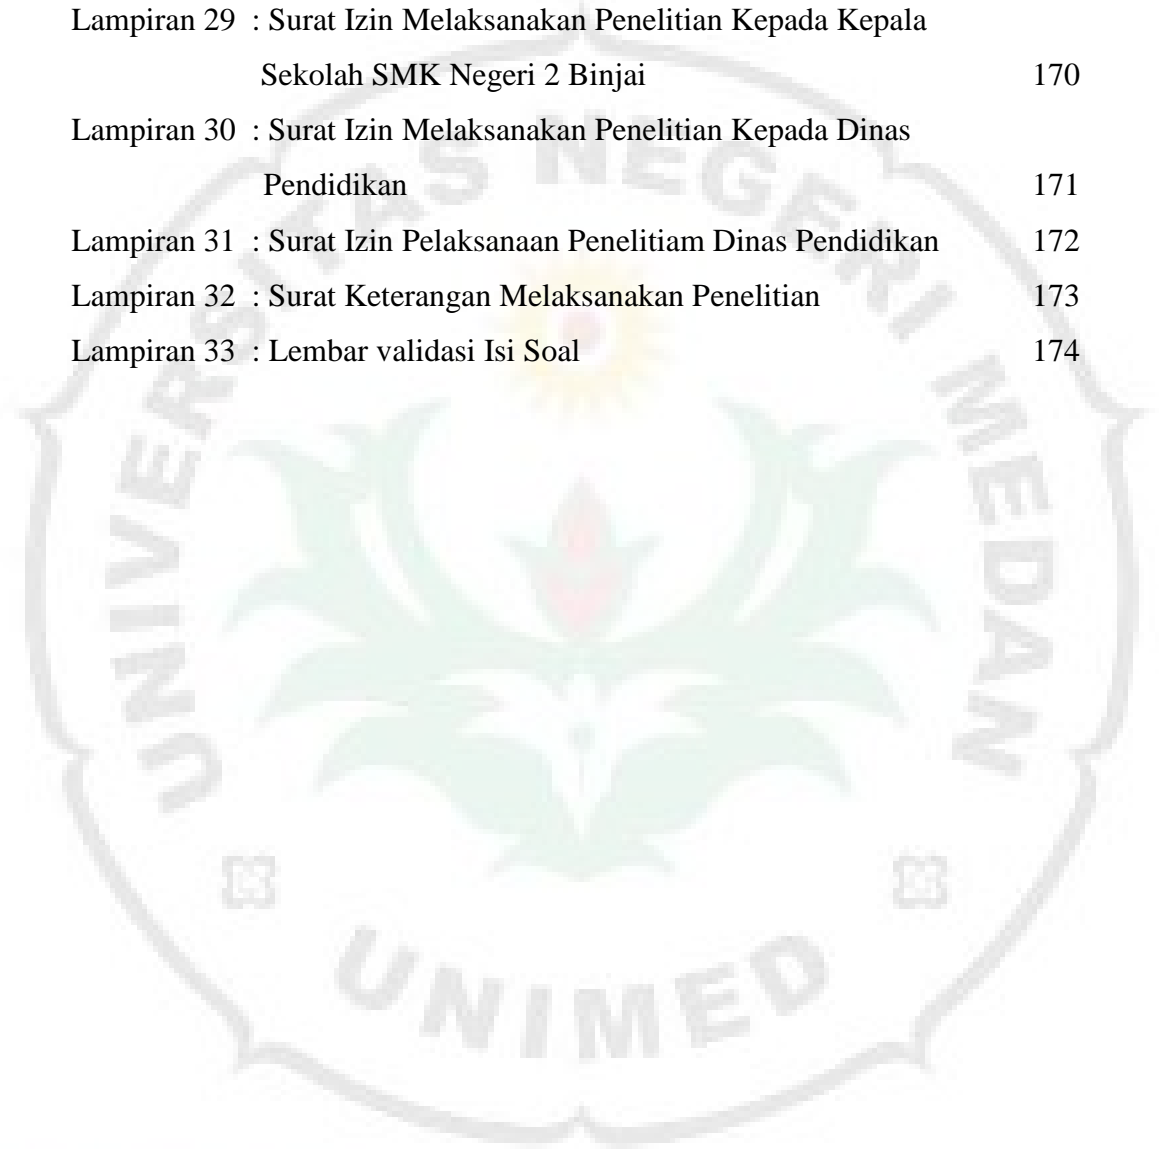 Lampiran 29 : Surat Izin Melaksanakan Penelitian Kepada Kepala
Sekolah SMK Negeri 2 Binjai 170
Lampiran 30 : Surat Izin Melaksanakan Penelitian Kepada Dinas
Pendidikan 171
Lampiran 31 : Surat Izin Pelaksanaan Penelitiam Dinas Pendidikan 172
Lampiran 32 : Surat Keterangan Melaksanakan Penelitian 173
Lampiran 33 : Lembar validasi Isi Soal 174
UNIVERSITAS NEGERI MEDAN
UNIMED